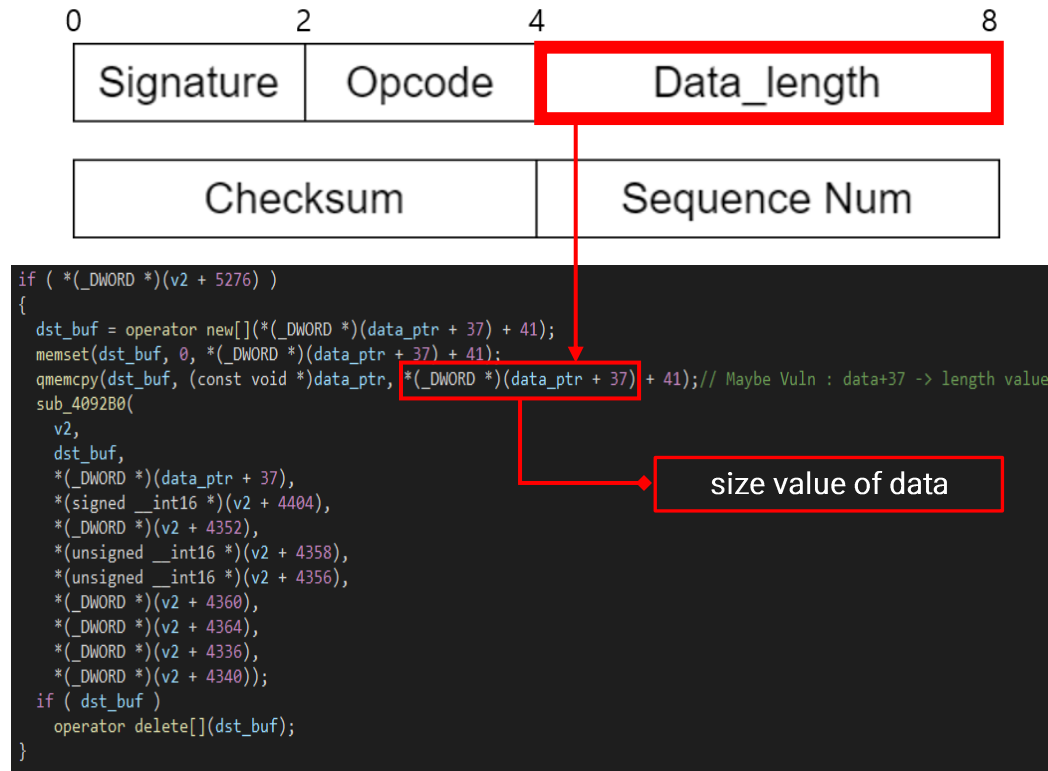 0 2 4 8
Signature Opcode Data_length
Checksum Sequence Num
if ( *(_DWORD *)(v2 + 5276) )
{
dst_buf = operator new[](*(_DWORD *)(data_ptr + 37) + 41);
memset(dst_buf, 0, *(_DWORD *)(data_ptr + 37) + 41);
qmemcpy(dst_buf, (const void *)data_ptr, *(_DWORD *)(data_ptr + 37) + 41);// Maybe Vuln : data+37 -> length value
sub_4092B0(
v2,
dst_buf,
*(_DWORD *)(data_ptr + 37),
*(signed __int16 *)(v2 + 4404),
*(_DWORD *)(v2 + 4352),
*(unsigned __int16 *)(v2 + 4358),
*(unsigned __int16 *)(v2 + 4356),
*(_DWORD *)(v2 + 4360),
*(_DWORD *)(v2 + 4364),
*(_DWORD *)(v2 + 4336),
*(_DWORD *)(v2 + 4340));
if ( dst_buf )
operator delete[](dst_buf);
}
size value of data